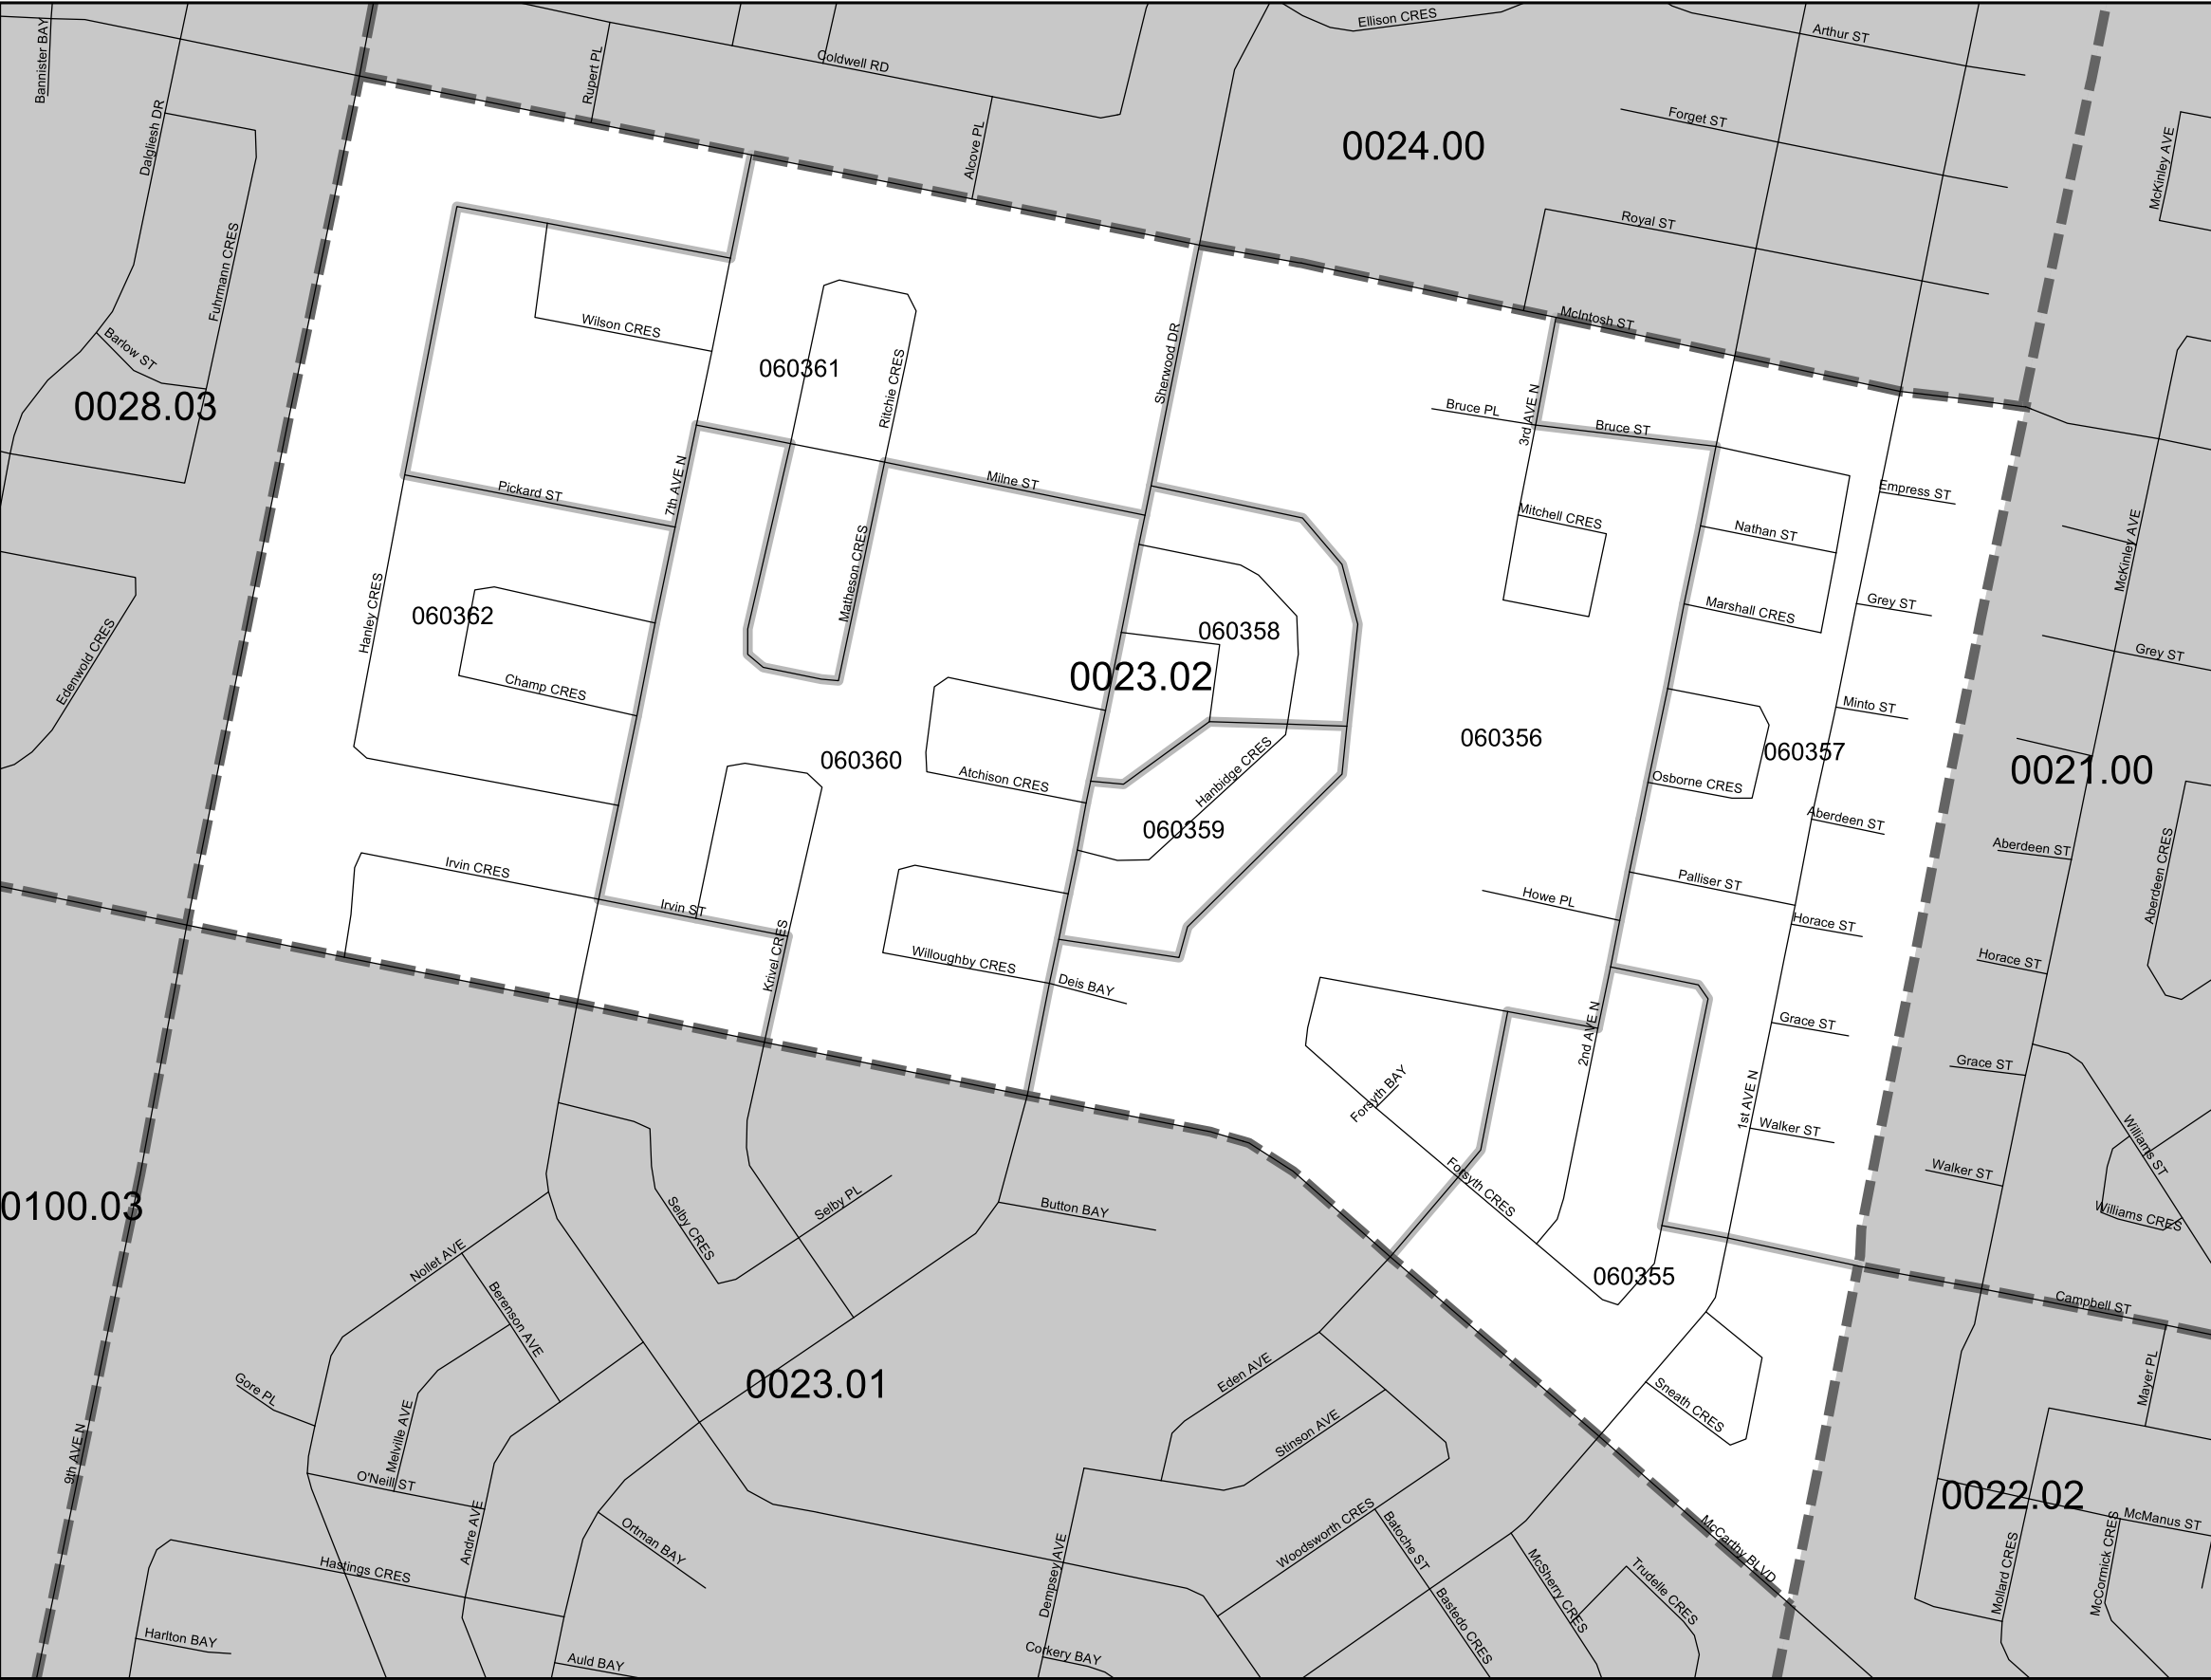 Bannister BAY
Ellison CRES
Arthur ST
Coldwell RD
Rupert PL
Forget ST
Dalgliesh DR
Alcove PL
0024.00
McKinley AVE
Royal ST
Fuhrmann CRES
McIntosh ST
Wilson CRES
Barlow ST
Sherwood DR
060361
Ritchie CRES
0028.03
Bruce PL
3rd AVE N
Bruce ST
Milne ST
7th AVE N
Pickard ST
Empress ST
Mitchell CRES
Nathan ST
McKinley AVE
Matheson CRES
Hanley CRES
060362
Marshall CRES
Grey ST
060358
Edenwold CRES
0023.02
Grey ST
Champ CRES
Minto ST
060356
060357
060360
Atchison CRES
Hanbidge CRES
Osborne CRES
0021.00
060359
Aberdeen ST
Aberdeen ST
Irvin CRES
Irvin ST
Howe PL
Palliser ST
Aberdeen CRES
Horace ST
Krivel CRES
Willoughby CRES
Deis BAY
Horace ST
2nd AVE N
Grace ST
Grace ST
Forsyth BAY
1st AVE N
Walker ST
Williams ST
Walker ST
0100.03
Selby PL
Selby CRES
Button BAY
Forsyth CRES
Williams CRES
Nollet AVE
060355
Berenson AVE
Campbell ST
0023.01
Gore PL
Eden AVE
Mayer PL
Sneath CRES
Melville AVE
9th AVE N
Stinson AVE
O'Neill ST
0022.02
Andre AVE
Ortman BAY
Woodsworth CRES
Batoche ST
McCarthy BLVD
McManus ST
Hastings CRES
Dempsey AVE
McSherry CRES
Trudelle CRES
Mollard CRES
McCormick CRES
Bastedo CRES
Harlton BAY
Auld BAY
Corkery BAY